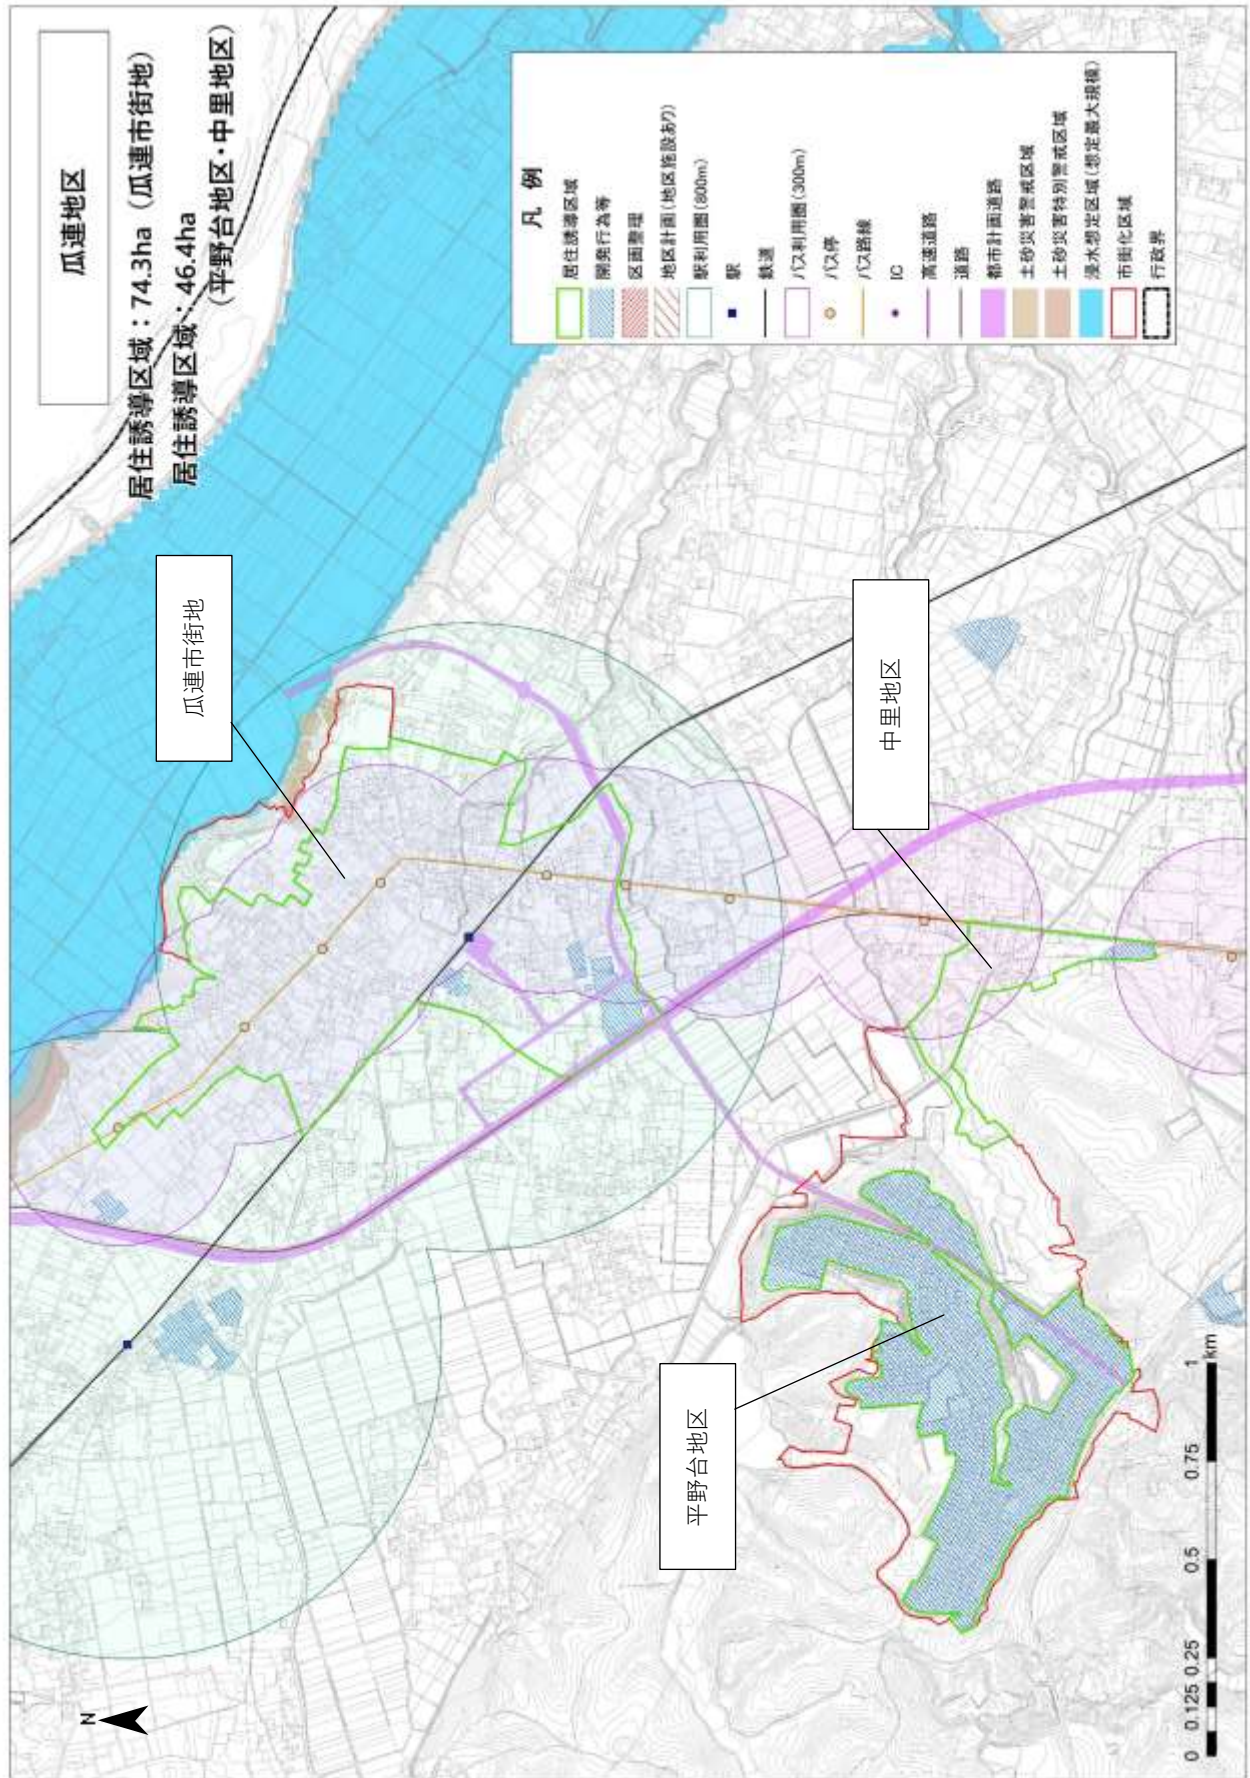 瓜連地区
居住誘導区域：74.3ha（瓜連市街地）
居住誘導区域：46.4ha
（平野台地区・中里地区）
凡 例
居住誘導区域
開発行為等
区画整理
地区計画(地区施設あり)
駅利用圏(800m)
駅
鉄道
バス利用圏(300m)
バス停
バス路線
IC
高速道路
道路
都市計画道路
土砂災害警戒区域
土砂災害特別警戒区域
浸水想定区域(想定最大規模)
市街化区域
行政界
瓜連市街地
中里地区
平野台地区
N
0 0.125 0.25 0.5 0.75 1
km